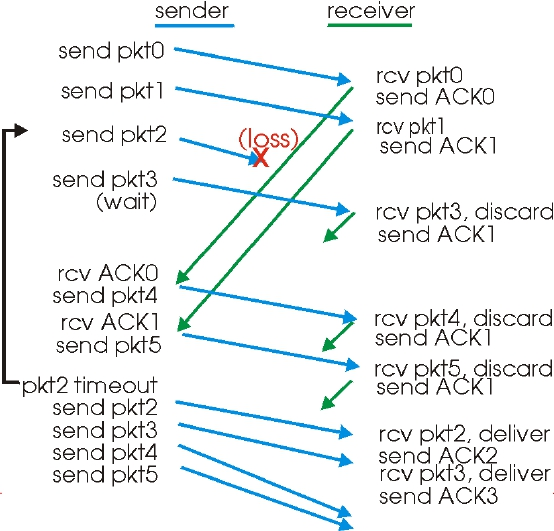 sender
receiver
send pkt0
send pkt1
send pkt2
(loss)
X
send pkt3
(wait)
rcv ACK0
send pkt4
rcv ACK1
send pkt5
pkt2 timeout
send pkt2
send pkt3
send pkt4
send pkt5
rcv pkt0
send ACK0
rcv pkt1
send ACK1
rcv pkt3, discard
send ACK1
rcv pkt4, discard
send ACK1
rcv pkt5, discard
send ACK1
rcv pkt2, deliver
send ACK2
rcv pkt3, deliver
send ACK3